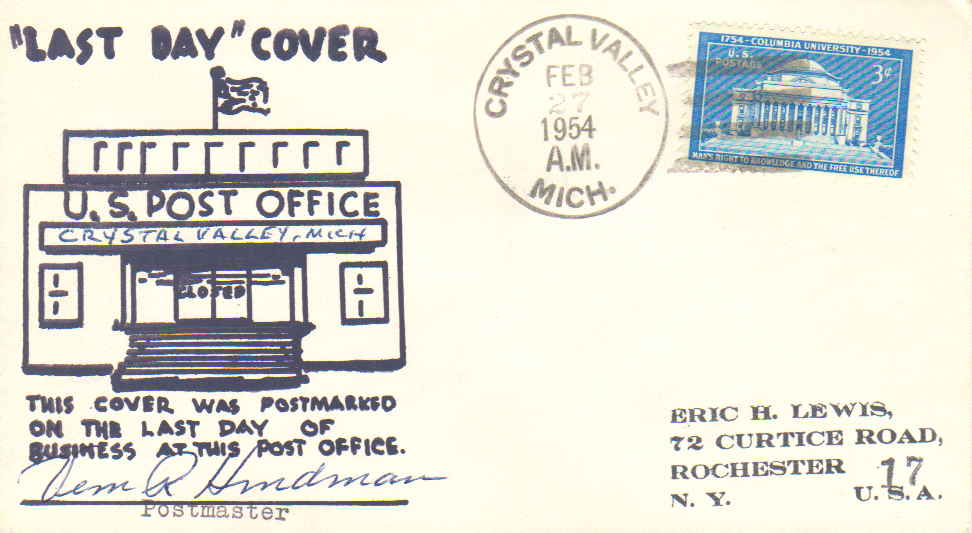 "LAST DAY" COVER
U.S. POST OFFICE
CRYSTAL VALLEY, MICH
CLOSED
THIS COVER WAS POSTMARKED
ON THE LAST DAY OF
BUSINESS AT THIS POST OFFICE.
Hindman
Postmaster
CRYSTAL VALLEY
FEB
27
1954
A.M.
MICH.
1754-COLUMBIA UNIVERSITY-1954
U.S.
POSTAGE
3¢
MAN'S RIGHT TO KNOWLEDGE AND THE FREE USE THEREOF
ERIC H. LEWIS,
72 CURTICE ROAD,
ROCHESTER 17
N. Y. U.S.A.